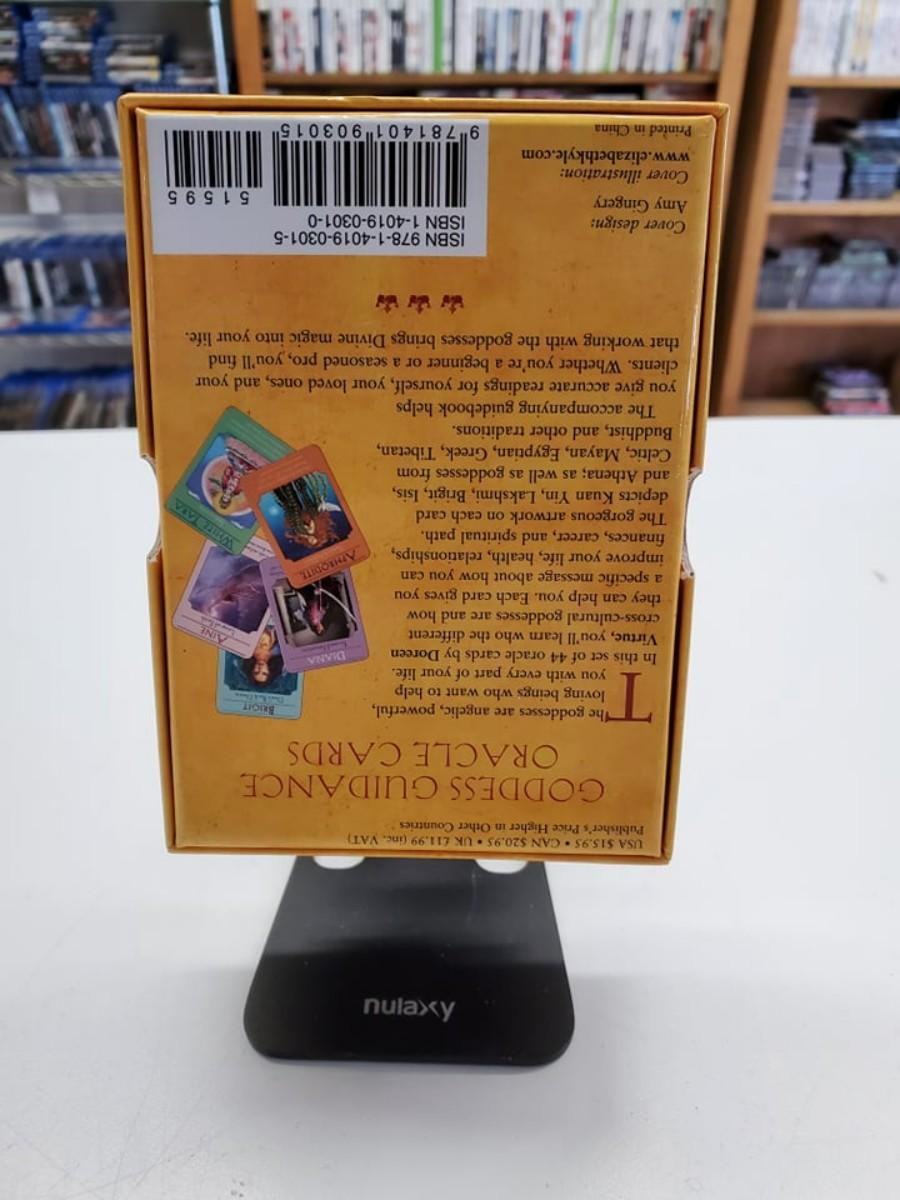 USA $15.95 • CAN $20.95 • UK £11.99 (inc. VAT)
Publisher's Price Higher in Other Countries
GODDESS GUIDANCE
ORACLE CARDS
The goddesses are angelic, powerful,
loving beings who want to help
you with every part of your life.
In this set of 44 oracle cards by Doreen
Virtue, you'll learn who the different
cross-cultural goddesses are and how
they can help you. Each card gives you
a specific message about how you can
improve your life, health, relationships,
finances, career, and spiritual path.
The gorgeous artwork on each card
depicts Kuan Yin, Lakshmi, Brigit, Isis,
and Athena; as well as goddesses from
Celtic, Mayan, Egyptian, Greek, Tibetan,
Buddhist, and other traditions.
The accompanying guidebook helps
you give accurate readings for yourself, your loved ones, and your
clients. Whether you're a beginner or a seasoned pro, you'll find
that working with the goddesses brings Divine magic into your life.
BRIGIT
DIANA
AINE
APHRODITE
WHITE TARA
Cover design:
Amy Gingery
Cover illustration:
www.elizabethkyle.com
Printed in China
ISBN 978-1-4019-0301-5
ISBN 1-4019-0301-0
9 781401 903015
51595
nulaxy